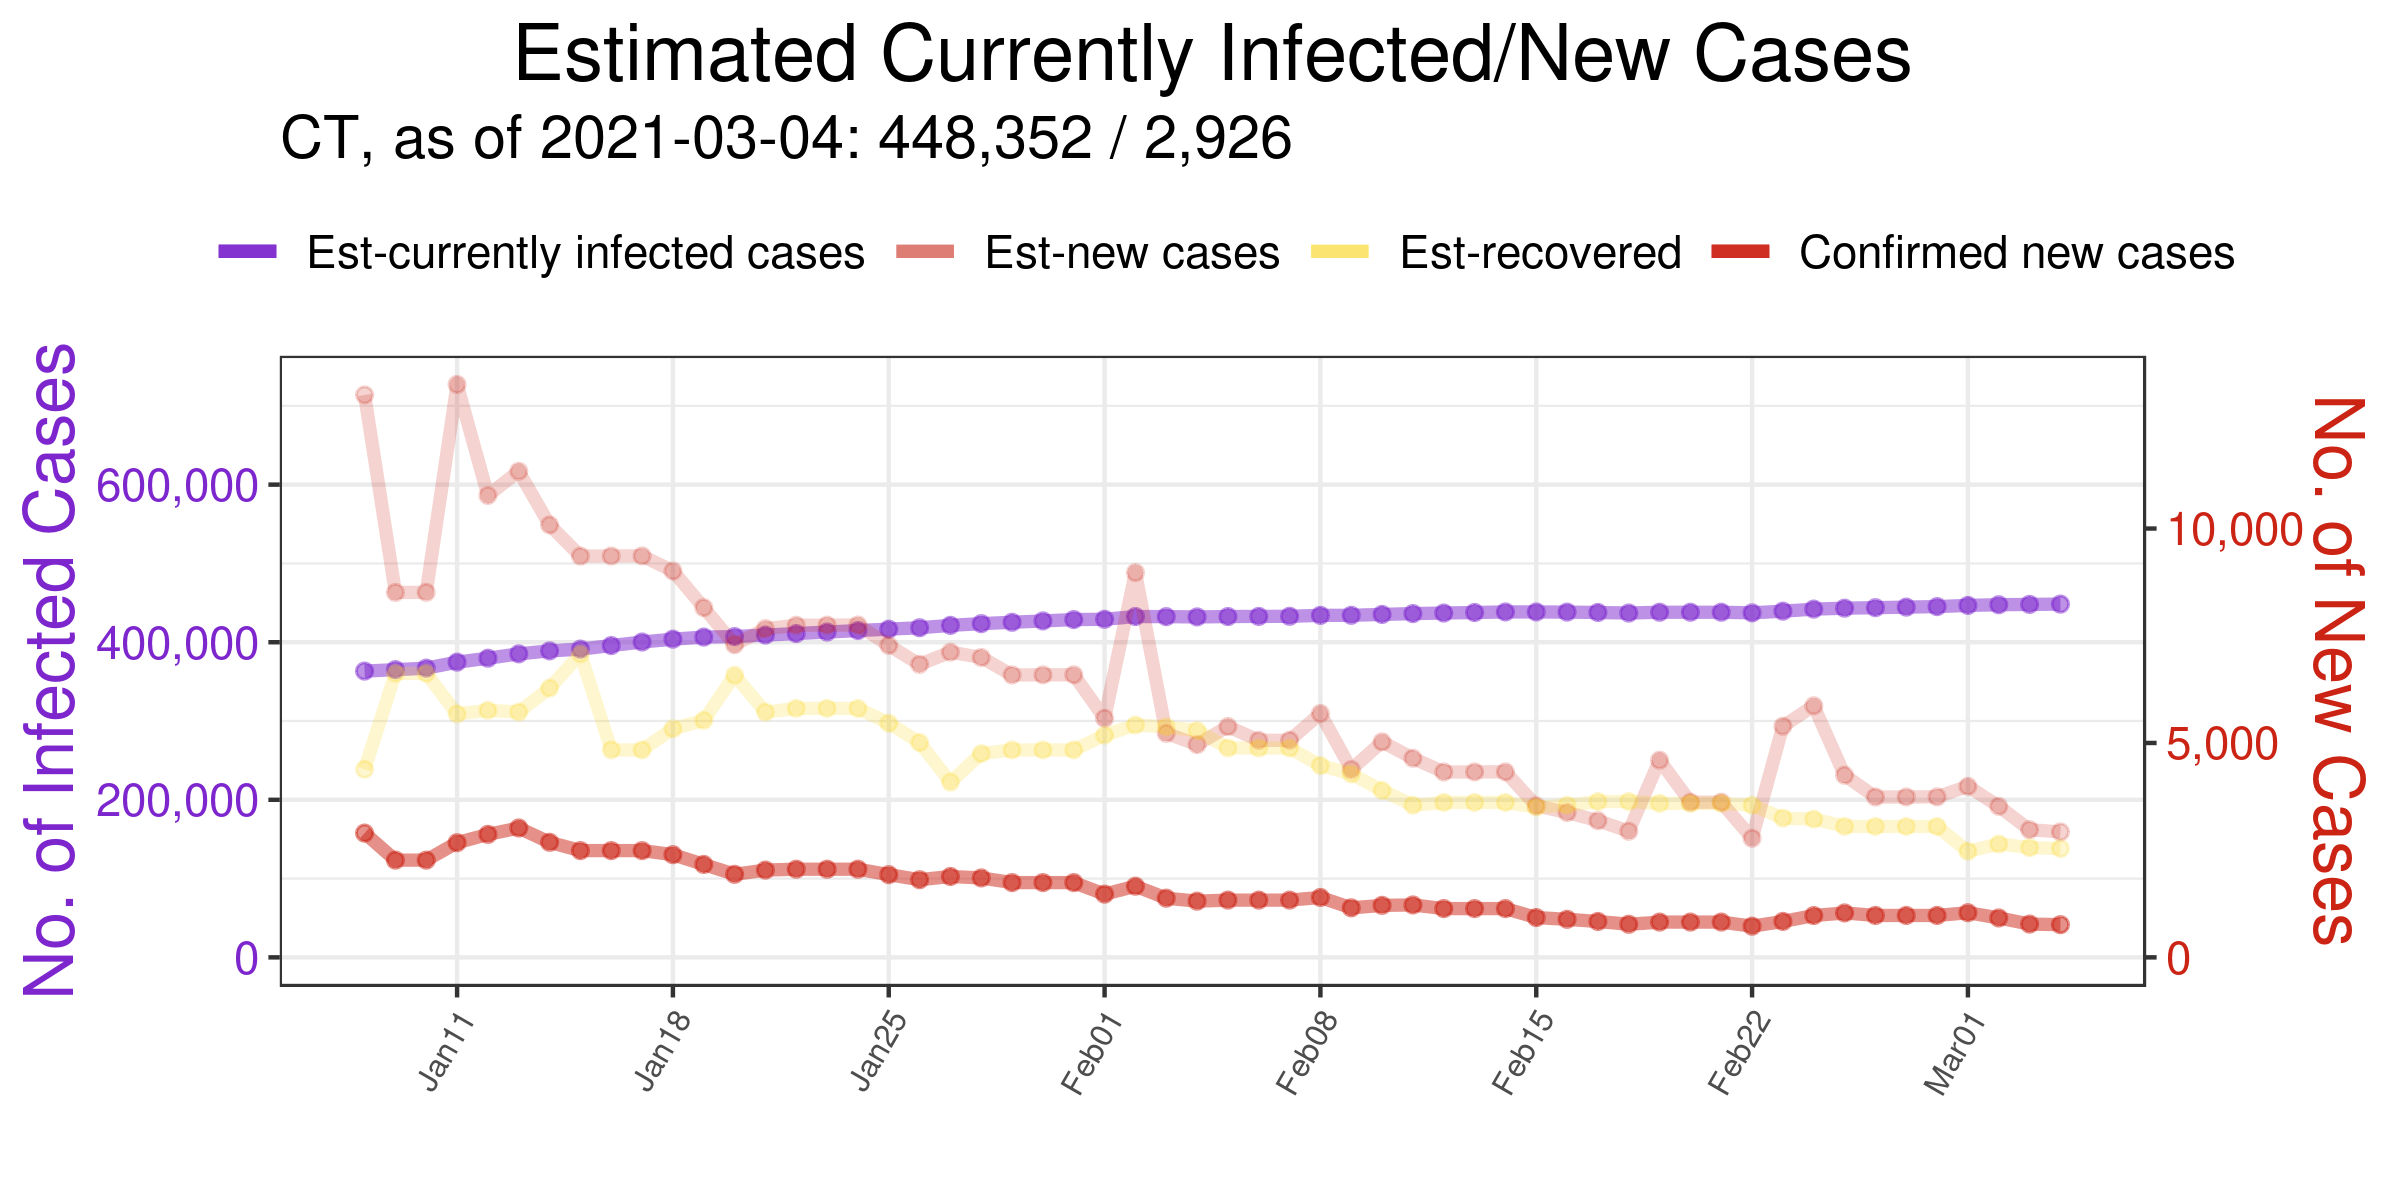 Estimated Currently Infected/New Cases
CT, as of 2021-03-04: 448,352 / 2,926
Est-currently infected cases
Est-new cases
Est-recovered
Confirmed new cases
No. of Infected Cases
600,000
400,000
200,000
0
10,000
5,000
0
No. of New Cases
Jan11
Jan18
Jan25
Feb01
Feb08
Feb15
Feb22
Mar01